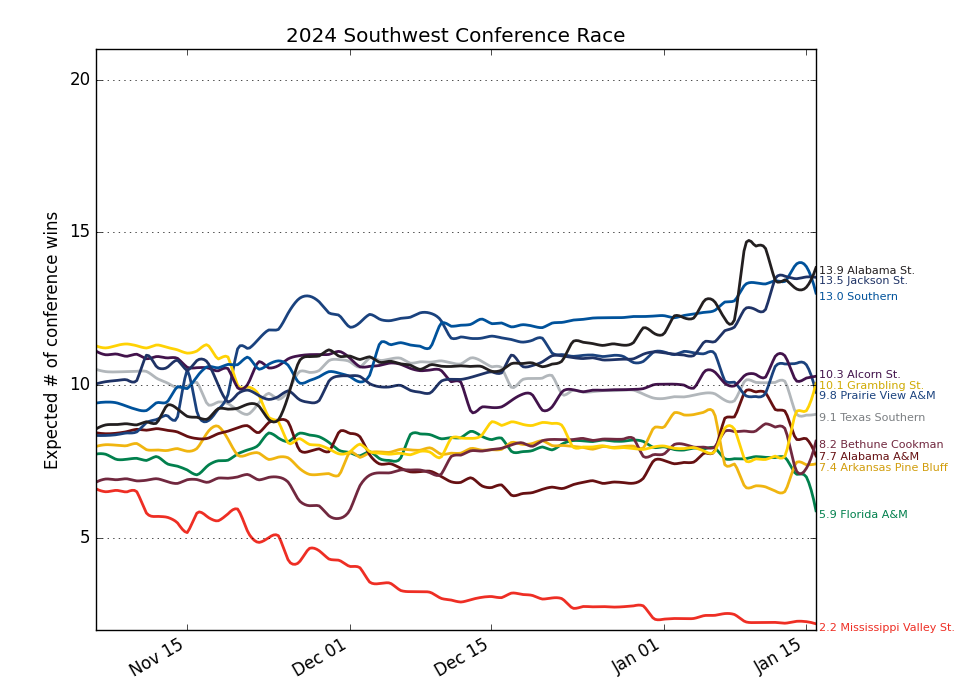 2024 Southwest Conference Race
Expected # of conference wins
20
15
10
5
Nov 15
Dec 01
Dec 15
Jan 01
Jan 15
13.9 Alabama St.
13.5 Jackson St.
13.0 Southern
10.3 Alcorn St.
10.1 Grambling St.
9.8 Prairie View A&M
9.1 Texas Southern
8.2 Bethune Cookman
7.7 Alabama A&M
7.4 Arkansas Pine Bluff
5.9 Florida A&M
2.2 Mississippi Valley St.